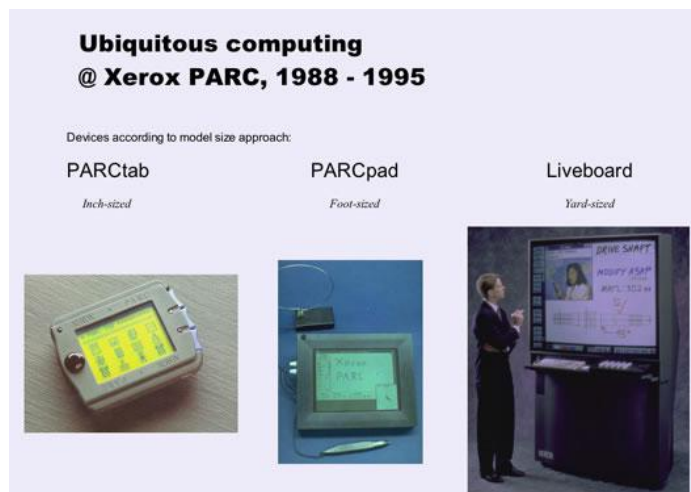 Ubiquitous computing
@ Xerox PARC, 1988 - 1995
Devices according to model size approach:
PARCtab
PARCpad
Liveboard
Inch-sized
Foot-sized
Yard-sized
Xerox
PARC
DRIVE SHAFT
MODIFY ASAP